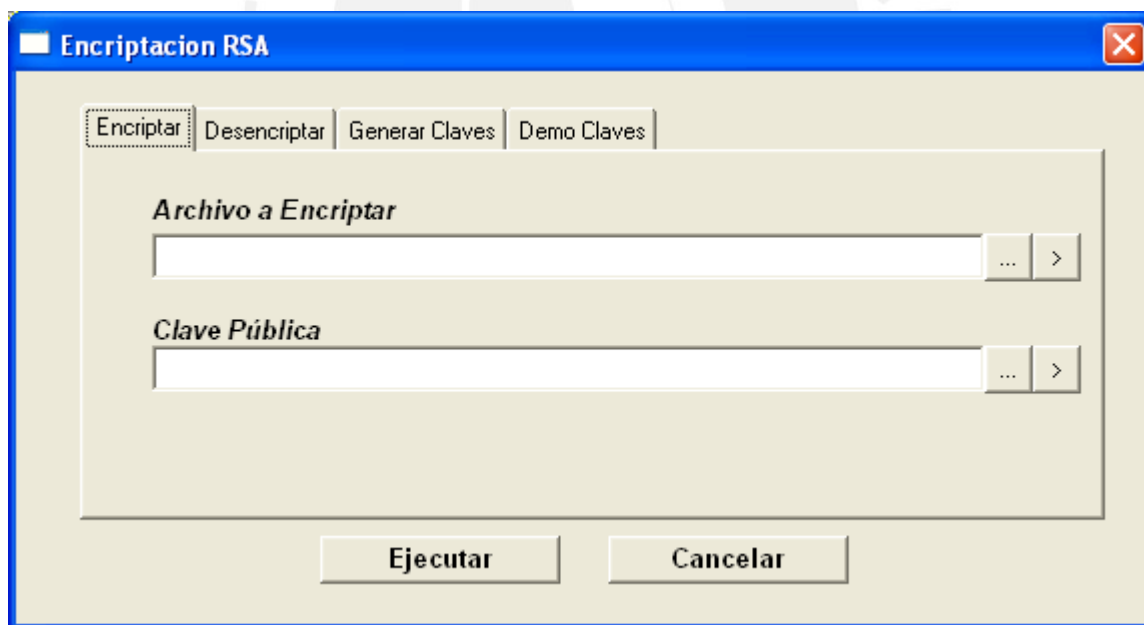 Encriptacion RSA
Encriptar Desencriptar Generar Claves Demo Claves
Archivo a Encriptar
... >
Clave Pública
... >
Ejecutar Cancelar